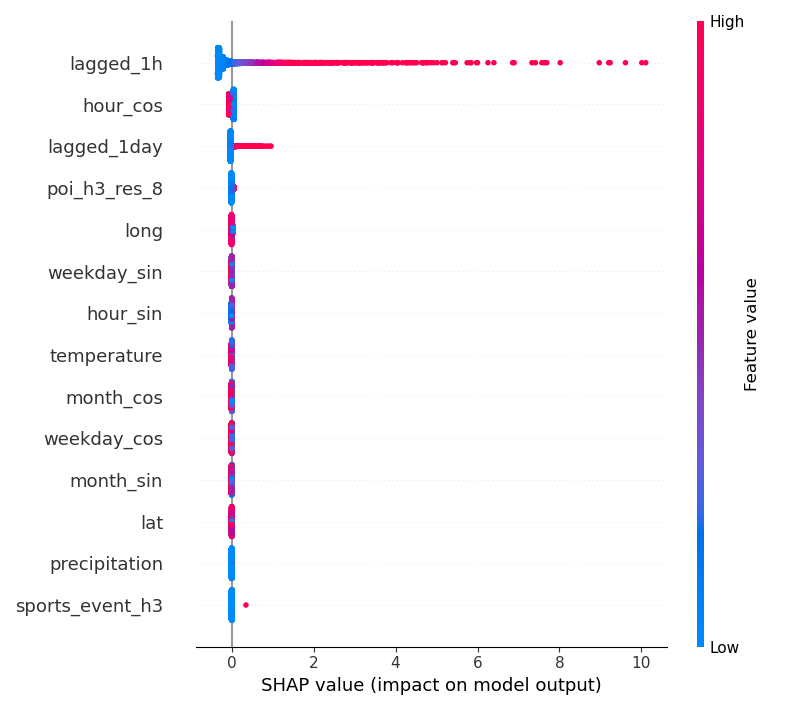 High
lagged_1h
hour_cos
lagged_1day
poi_h3_res_8
long
weekday_sin
hour_sin
temperature
month_cos
weekday_cos
month_sin
lat
precipitation
sports_event_h3
Feature value
Low
0 2 4 6 8 10
SHAP value (impact on model output)